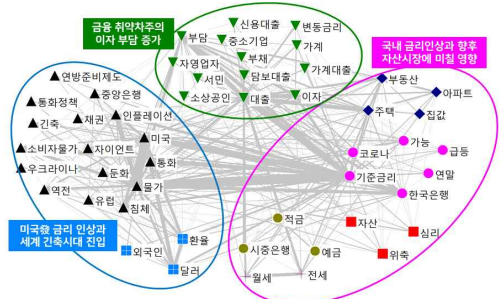 금융 취약차주의
이자 부담 증가
부담
신용대출
변동금리
중소기업
가계
자영업자
부채
가계대출
서민
담보대출
소상공인
대출
이자
국내 금리인상과 향후
자산시장에 미칠 영향
부동산
아파트
주택
집값
가능
급등
코로나
기준금리
연말
한국은행
자산
심리
위축
적금
시중은행
예금
월세
전세
연방준비제도
중앙은행
통화정책
인플레이션
긴축
채권
미국
소비자물가
자이언트
통화
우크라이나
둔화
물가
역전
유럽
침체
미국發 금리 인상과
세계 긴축시대 진입
외국인
환율
달러